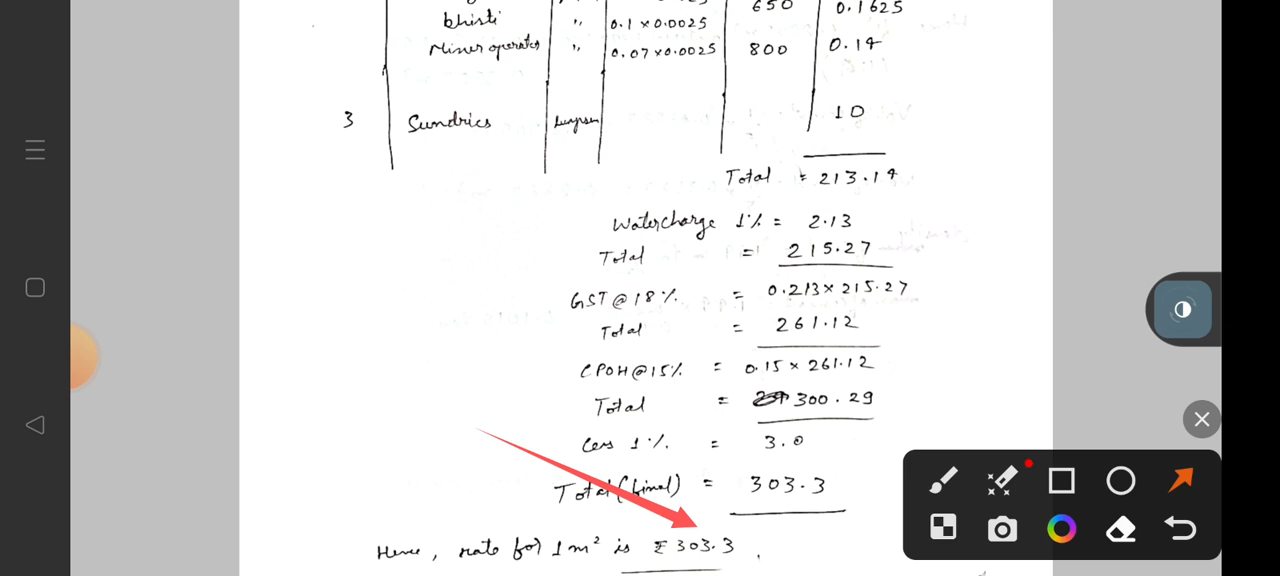 650 0.1625
bhisti " 0.1 × 0.0025
Mixer operator " 0.07 × 0.0025 800 0.14
3 Sundries Lumpsum 10
Total = 213.14
Watercharge 1% = 2.13
Total = 215.27
GST @ 18% = 0.213 × 215.27
Total = 261.12
CPOH @ 15% = 0.15 × 261.12
Total = 300.29
Cess 1% = 3.0
Total (final) = 303.3
Hence, rate for 1 m² is ₹ 303.3.